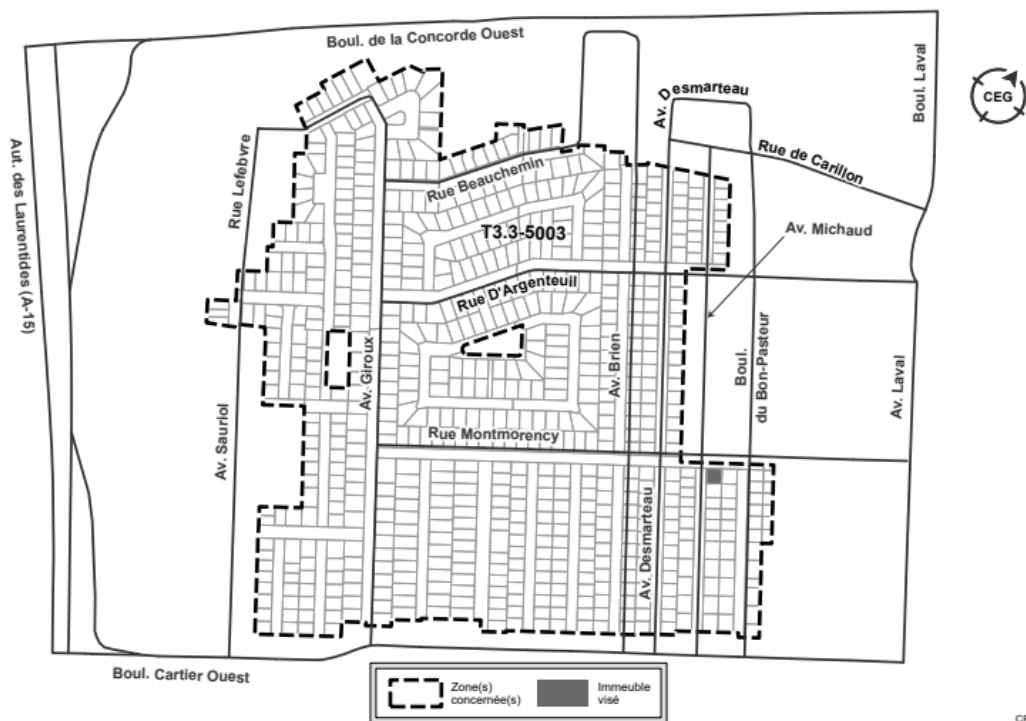 Boul. de la Concorde Ouest
Boul. Laval
CEG
Av. Desmarteau
Rue de Carillon
Aut. des Laurentides (A-15)
Rue Lefebvre
Rue Beauchemin
T3.3-5003
Av. Michaud
Rue D'Argenteuil
Av. Giroux
Av. Brien
Boul.
du Bon-Pasteur
Av. Laval
Av. Sauriol
Rue Montmorency
Av. Desmarteau
Boul. Cartier Ouest
Zone(s)
concernée(s)
Immeuble
visé